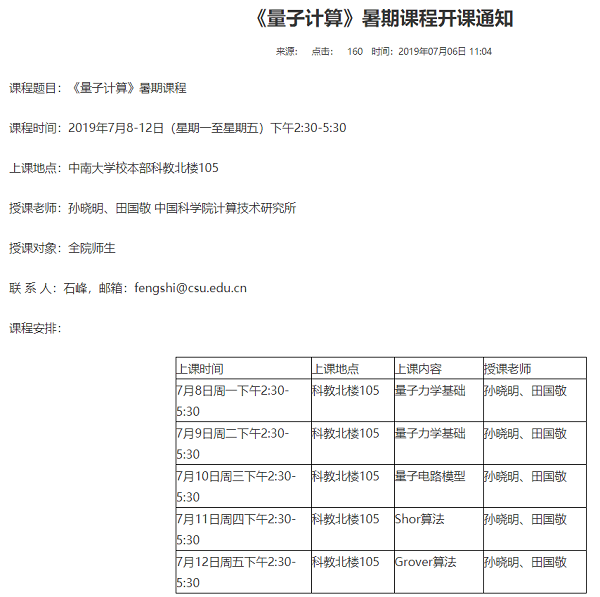 《量子计算》暑期课程开课通知
来源： 点击： 160 时间：2019年07月06日 11:04
课程题目：《量子计算》暑期课程
课程时间：2019年7月8-12日（星期一至星期五）下午2:30-5:30
上课地点：中南大学校本部科教北楼105
授课老师：孙晓明、田国敬 中国科学院计算技术研究所
授课对象：全院师生
联 系 人：石峰，邮箱：fengshi@csu.edu.cn
课程安排：
上课时间 上课地点 上课内容 授课老师
7月8日周一下午2:30- 科教北楼105 量子力学基础 孙晓明、田国敬
5:30
7月9日周二下午2:30- 科教北楼105 量子力学基础 孙晓明、田国敬
5:30
7月10日周三下午2:30- 科教北楼105 量子电路模型 孙晓明、田国敬
5:30
7月11日周四下午2:30- 科教北楼105 Shor算法 孙晓明、田国敬
5:30
7月12日周五下午2:30- 科教北楼105 Grover算法 孙晓明、田国敬
5:30